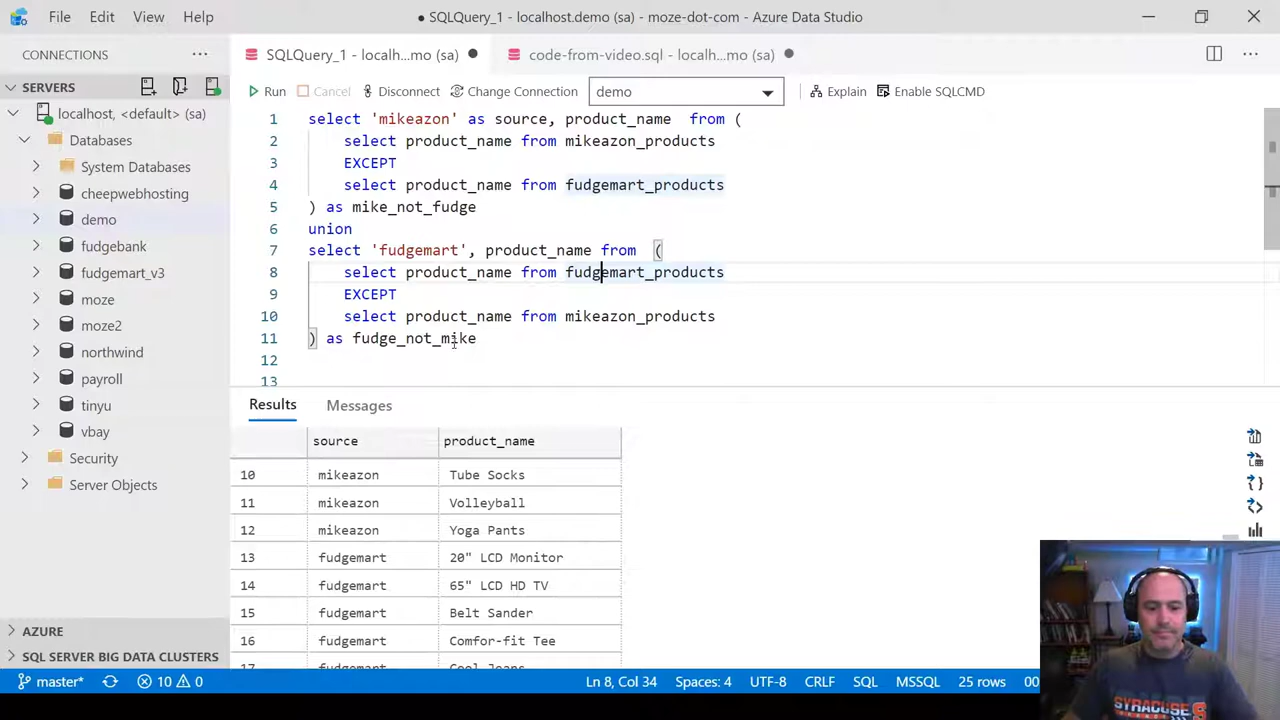 File Edit View Help
● SQLQuery_1 - localhost.demo (sa) - moze-dot-com - Azure Data Studio
CONNECTIONS
SQLQuery_1 - localh...mo (sa)
code-from-video.sql - localh...mo (sa)
SERVERS
Run Cancel Disconnect Change Connection demo Explain Enable SQLCMD
localhost, <default> (sa)
Databases
System Databases
cheepwebhosting
demo
fudgebank
fudgemart_v3
moze
moze2
northwind
payroll
tinyu
vbay
Security
Server Objects
AZURE
SQL SERVER BIG DATA CLUSTERS
1 select 'mikeazon' as source, product_name from (
2 select product_name from mikeazon_products
3 EXCEPT
4 select product_name from fudgemart_products
5 ) as mike_not_fudge
6 union
7 select 'fudgemart', product_name from (
8 select product_name from fudgemart_products
9 EXCEPT
10 select product_name from mikeazon_products
11 ) as fudge_not_mike
12
13
Results Messages
source product_name
10 mikeazon Tube Socks
11 mikeazon Volleyball
12 mikeazon Yoga Pants
13 fudgemart 20" LCD Monitor
14 fudgemart 65" LCD HD TV
15 fudgemart Belt Sander
16 fudgemart Comfor-fit Tee
17 fudgemart Cool Jeans
master* 10 0 Ln 8, Col 34 Spaces: 4 UTF-8 CRLF SQL MSSQL 25 rows 00
SYRACUSE